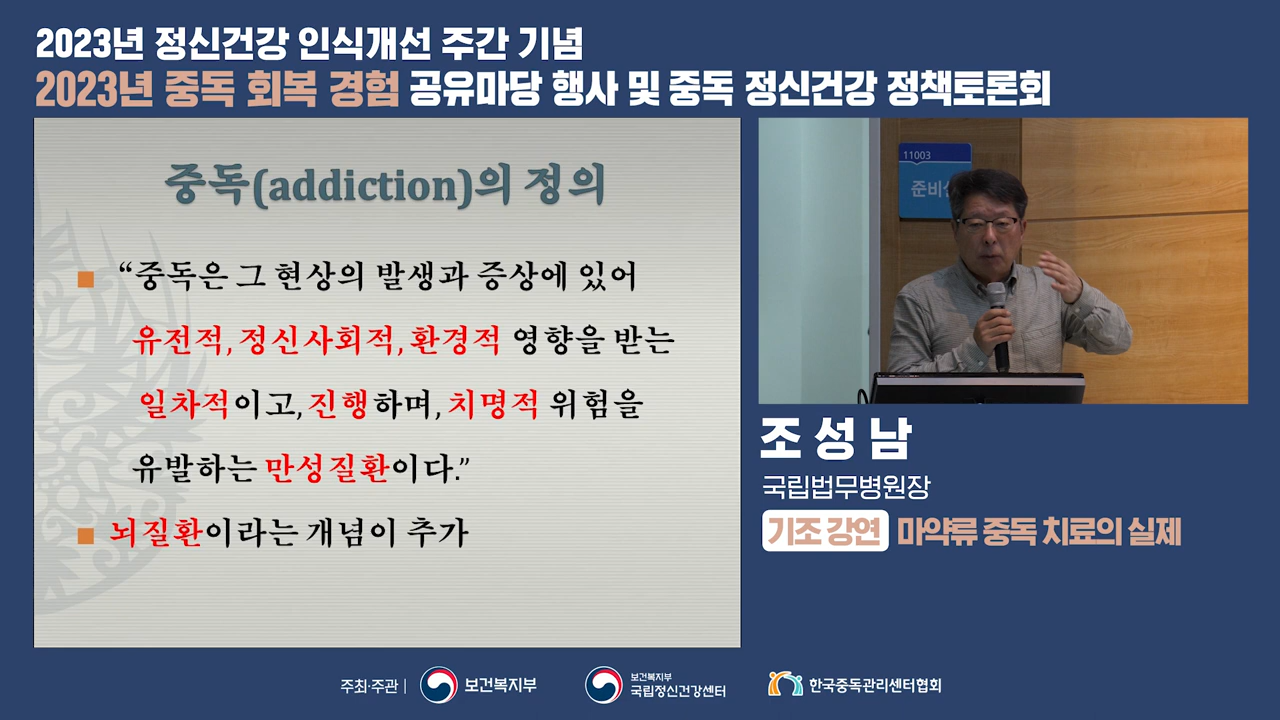 2023년 정신건강 인식개선 주간 기념
2023년 중독 회복 경험 공유마당 행사 및 중독 정신건강 정책토론회
중독(addiction)의 정의
■ “중독은 그 현상의 발생과 증상에 있어
유전적, 정신사회적, 환경적 영향을 받는
일차적이고, 진행하며, 치명적 위험을
유발하는 만성질환이다.”
■ 뇌질환이라는 개념이 추가
11003
준비
조성남
국립법무병원장
기조 강연 마약류 중독 치료의 실제
주최·주관 | 보건복지부
보건복지부
국립정신건강센터
한국중독관리센터협회